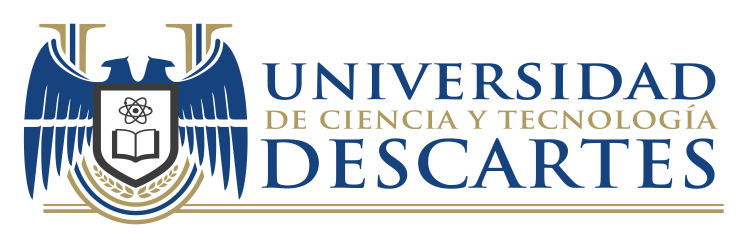 UNIVERSIDAD
DE CIENCIA Y TECNOLOGÍA
DESCARTES